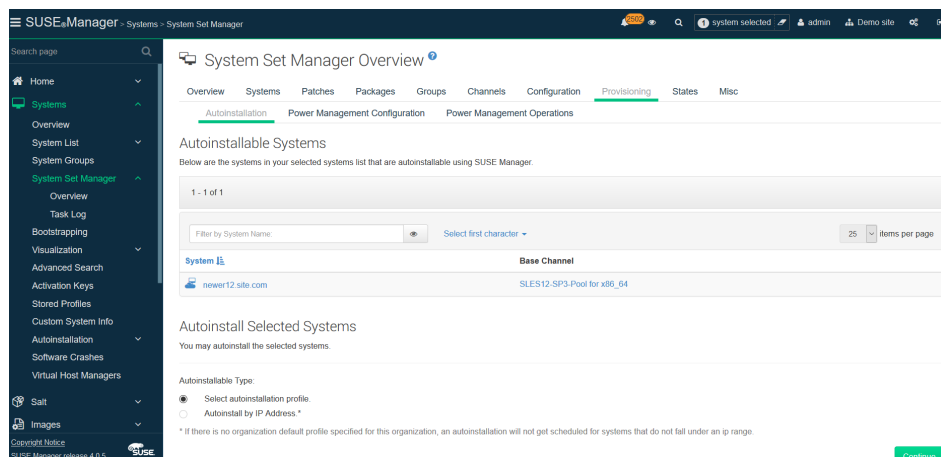 SUSE®Manager > Systems > System Set Manager
2502
1 system selected
admin
Demo site
Search page
Home
Systems
Overview
System List
System Groups
System Set Manager
Overview
Task Log
Bootstrapping
Visualization
Advanced Search
Activation Keys
Stored Profiles
Custom System Info
Autoinstallation
Software Crashes
Virtual Host Managers
Salt
Images
Copyright Notice
SUSE Manager release 4.0.5
SUSE
System Set Manager Overview ?
Overview Systems Patches Packages Groups Channels Configuration Provisioning States Misc
Autoinstallation Power Management Configuration Power Management Operations
Autoinstallable Systems
Below are the systems in your selected systems list that are autoinstallable using SUSE Manager.
1 - 1 of 1
Filter by System Name:
Select first character
25 items per page
System Base Channel
newer12.site.com SLES12-SP3-Pool for x86_64
Autoinstall Selected Systems
You may autoinstall the selected systems.
Autoinstallable Type:
Select autoinstallation profile.
Autoinstall by IP Address.*
* If there is no organization default profile specified for this organization, an autoinstallation will not get scheduled for systems that do not fall under an ip range.
Continue